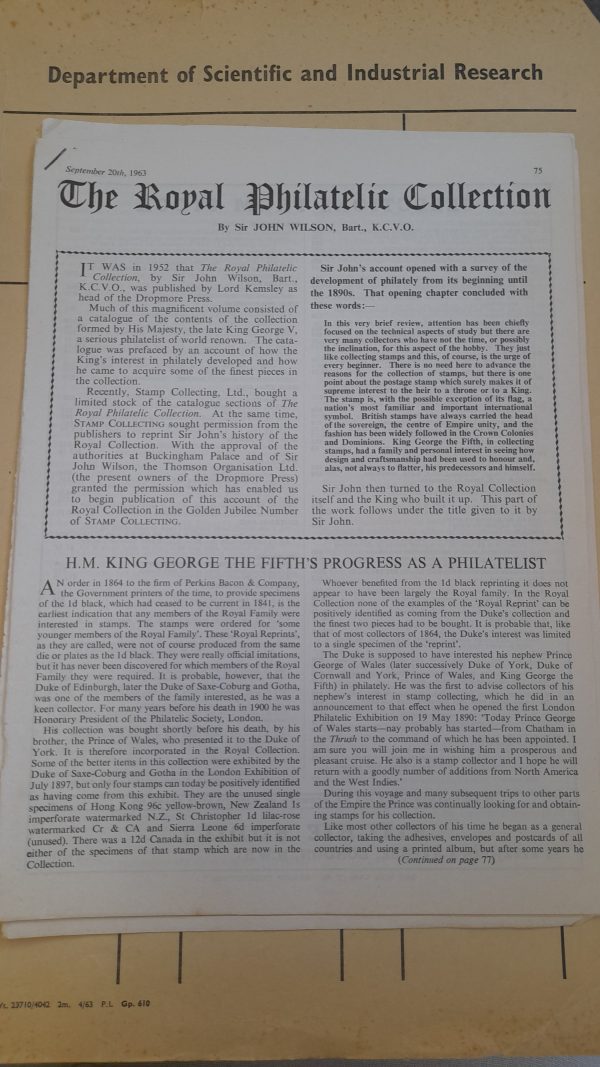 Department of Scientific and Industrial Research
September 20th, 1963
75
The Royal Philatelic Collection
By Sir JOHN WILSON, Bart., K.C.V.O.
IT WAS in 1952 that The Royal Philatelic
Collection, by Sir John Wilson, Bart.,
K.C.V.O., was published by Lord Kemsley as
head of the Dropmore Press.
Much of this magnificent volume consisted of
a catalogue of the contents of the collection
formed by His Majesty, the late King George V,
a serious philatelist of world renown. The cata-
logue was prefaced by an account of how the
King's interest in philately developed and how
he came to acquire some of the finest pieces in
the collection.
Recently, Stamp Collecting, Ltd., bought a
limited stock of the catalogue sections of The
Royal Philatelic Collection. At the same time,
STAMP COLLECTING sought permission from the
publishers to reprint Sir John's history of the
Royal Collection. With the approval of the
authorities at Buckingham Palace and of Sir
John Wilson, the Thomson Organisation Ltd.
(the present owners of the Dropmore Press)
granted the permission which has enabled us
to begin publication of this account of the
Royal Collection in the Golden Jubilee Number
of STAMP COLLECTING.
Sir John's account opened with a survey of the
development of philately from its beginning until
the 1890s. That opening chapter concluded with
these words:—
In this very brief review, attention has been chiefly
focused on the technical aspects of study but there are
very many collectors who have not the time, or possibly
the inclination, for this aspect of the hobby. They just
like collecting stamps and this, of course, is the urge of
every beginner. There is no need here to advance the
reasons for the collection of stamps, but there is one
point about the postage stamp which surely makes it of
supreme interest to the heir to a throne or to a King.
The stamp is, with the possible exception of its flag, a
nation's most familiar and important international
symbol. British stamps have always carried the head
of the sovereign, the centre of Empire unity, and the
fashion has been widely followed in the Crown Colonies
and Dominions. King George the Fifth, in collecting
stamps, had a family and personal interest in seeing how
design and craftsmanship had been used to honour and,
alas, not always to flatter, his predecessors and himself.
Sir John then turned to the Royal Collection
itself and the King who built it up. This part of
the work follows under the title given to it by
Sir John.
H.M. KING GEORGE THE FIFTH'S PROGRESS AS A PHILATELIST
AN order in 1864 to the firm of Perkins Bacon & Company,
the Government printers of the time, to provide specimens
of the 1d black, which had ceased to be current in 1841, is the
earliest indication that any members of the Royal Family were
interested in stamps. The stamps were ordered for 'some
younger members of the Royal Family'. These 'Royal Reprints',
as they are called, were not of course produced from the same
die or plates as the 1d black. They were really official imitations,
but it has never been discovered for which members of the Royal
Family they were required. It is probable, however, that the
Duke of Edinburgh, later the Duke of Saxe-Coburg and Gotha,
was one of the members of the family interested, as he was a
keen collector. For many years before his death in 1900 he was
Honorary President of the Philatelic Society, London.
His collection was bought shortly before his death, by his
brother, the Prince of Wales, who presented it to the Duke of
York. It is therefore incorporated in the Royal Collection.
Some of the better items in this collection were exhibited by the
Duke of Saxe-Coburg and Gotha in the London Exhibition of
July 1897, but only four stamps can today be positively identified
as having come from this exhibit. They are the unused single
specimens of Hong Kong 96c yellow-brown, New Zealand 1s
imperforate watermarked N.Z., St Christopher 1d lilac-rose
watermarked Cr & CA and Sierra Leone 6d imperforate
(unused). There was a 12d Canada in the exhibit but it is not
either of the specimens of that stamp which are now in the
Collection.
Whoever benefited from the 1d black reprinting it does not
appear to have been largely the Royal family. In the Royal
Collection none of the examples of the 'Royal Reprint' can be
positively identified as coming from the Duke's collection and
the finest two pieces had to be bought. It is probable that, like
that of most collectors of 1864, the Duke's interest was limited
to a single specimen of the 'reprint'.
The Duke is supposed to have interested his nephew Prince
George of Wales (later successively Duke of York, Duke of
Cornwall and York, Prince of Wales, and King George the
Fifth) in philately. He was the first to advise collectors of his
nephew's interest in stamp collecting, which he did in an
announcement to that effect when he opened the first London
Philatelic Exhibition on 19 May 1890: 'Today Prince George
of Wales starts—nay probably has started—from Chatham in
the Thrush to the command of which he has been appointed. I
am sure you will join me in wishing him a prosperous and
pleasant cruise. He also is a stamp collector and I hope he will
return with a goodly number of additions from North America
and the West Indies.'
During this voyage and many subsequent trips to other parts
of the Empire the Prince was continually looking for and obtain-
ing stamps for his collection.
Like most other collectors of his time he began as a general
collector, taking the adhesives, envelopes and postcards of all
countries and using a printed album, but after some years he
(Continued on page 77)
23710/4042 2m. 4/63 P.I. Gp. 610